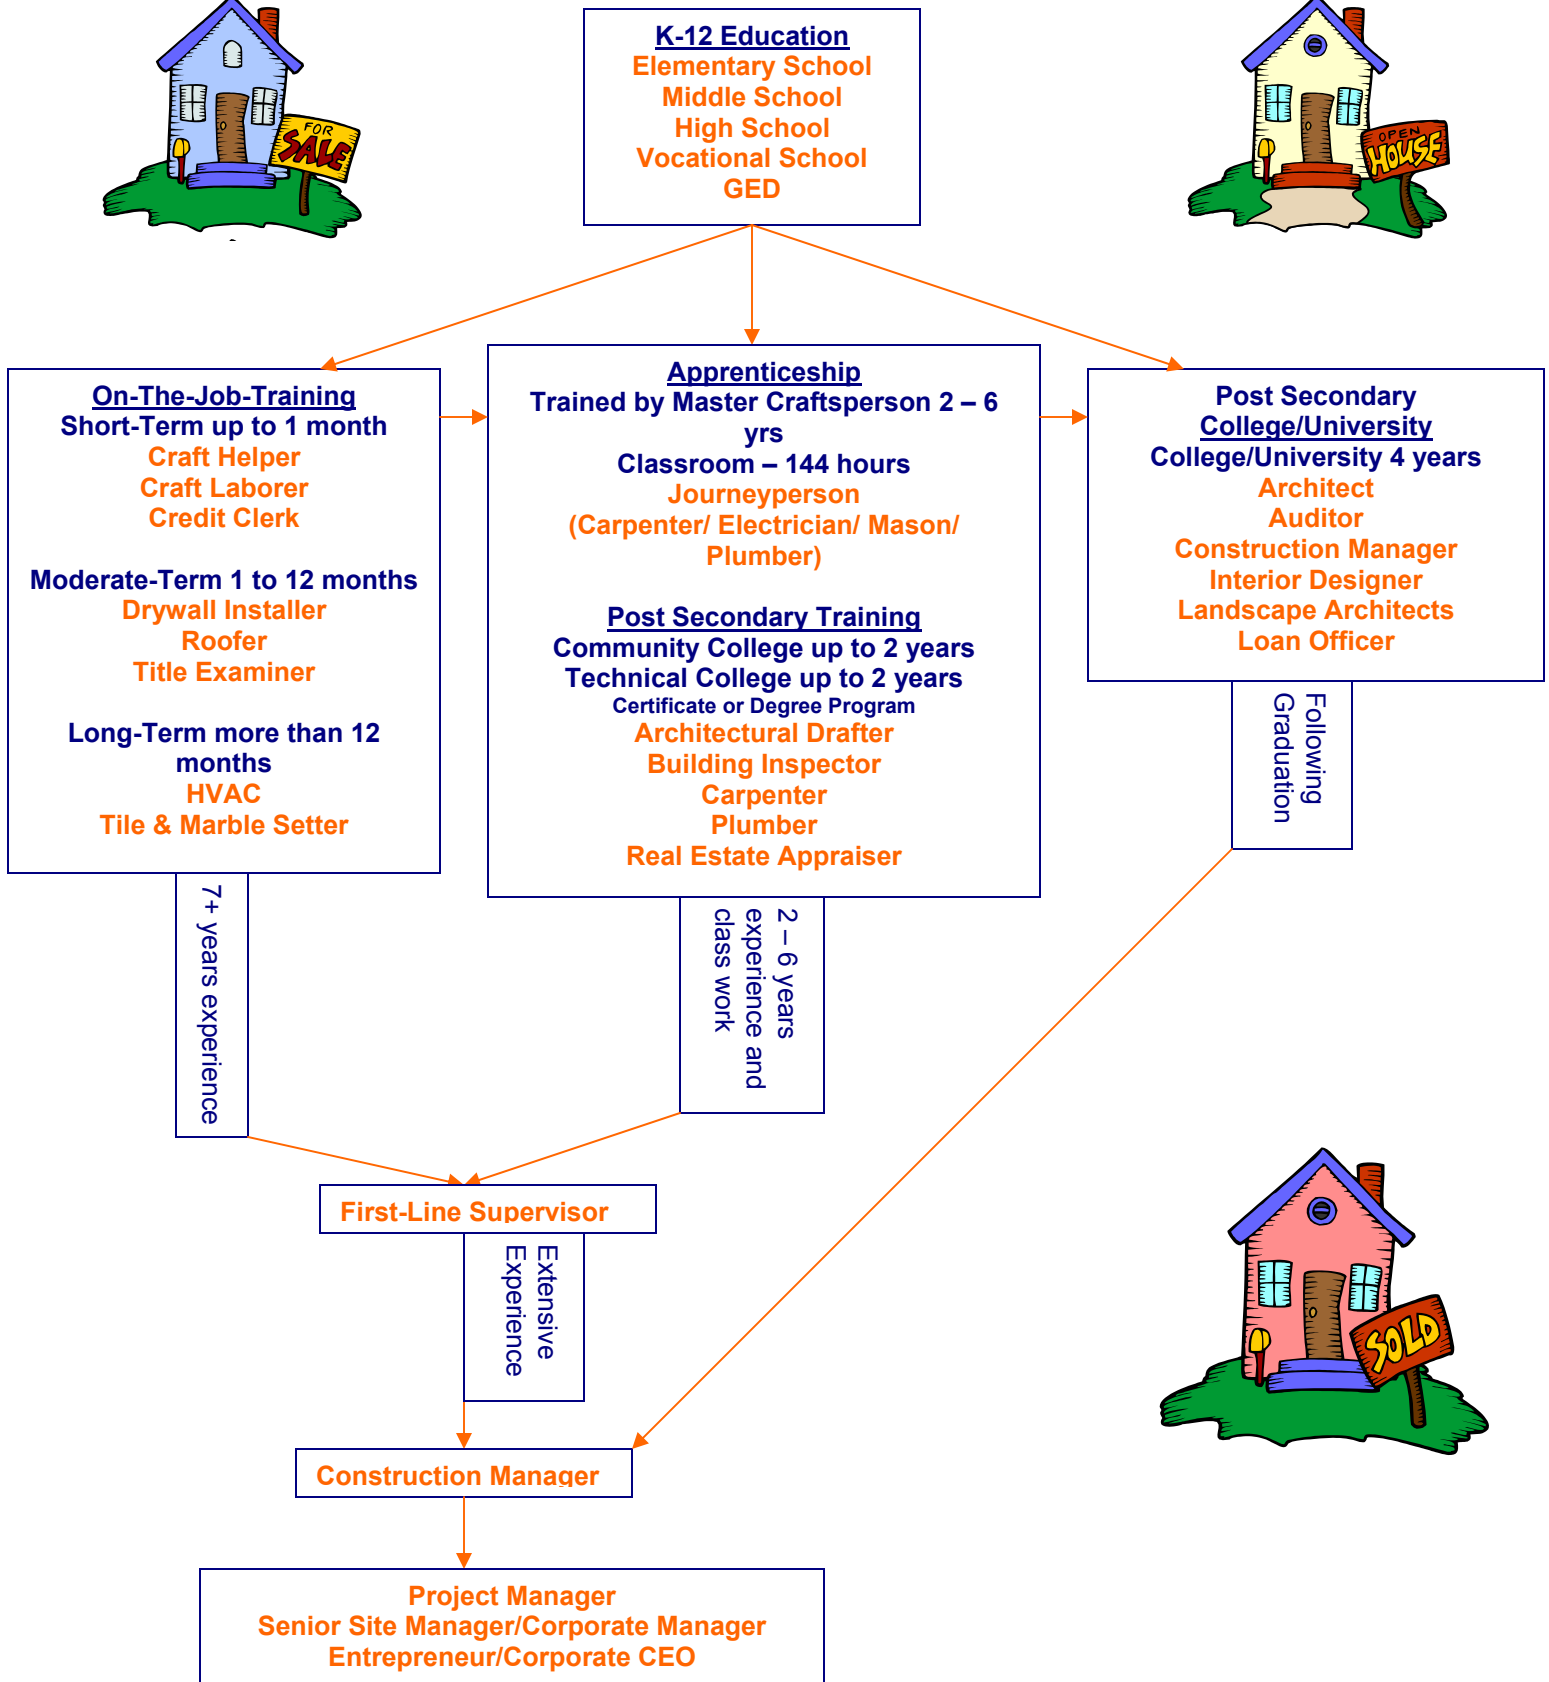 K-12 Education
Elementary School
Middle School
High School
Vocational School
GED
FOR
SALE
OPEN
HOUSE
On-The-Job-Training
Short-Term up to 1 month
Craft Helper
Craft Laborer
Credit Clerk
Moderate-Term 1 to 12 months
Drywall Installer
Roofer
Title Examiner
Long-Term more than 12
months
HVAC
Tile & Marble Setter
Apprenticeship
Trained by Master Craftsperson 2 – 6
yrs
Classroom – 144 hours
Journeyperson
(Carpenter/ Electrician/ Mason/
Plumber)
Post Secondary Training
Community College up to 2 years
Technical College up to 2 years
Certificate or Degree Program
Architectural Drafter
Building Inspector
Carpenter
Plumber
Real Estate Appraiser
Post Secondary
College/University
College/University 4 years
Architect
Auditor
Construction Manager
Interior Designer
Landscape Architects
Loan Officer
7+ years experience
2 – 6 years
experience and
class work
Following
Graduation
First-Line Supervisor
Extensive
Experience
SOLD
Construction Manager
Project Manager
Senior Site Manager/Corporate Manager
Entrepreneur/Corporate CEO